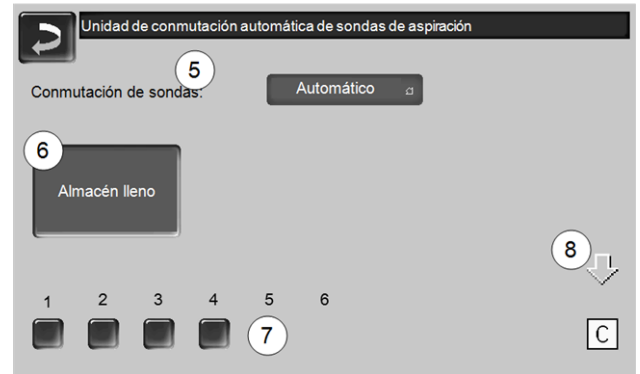 Unidad de conmutación automática de sondas de aspiración
5
Conmutación de sondas:
Automático
6
Almacén lleno
8
1 2 3 4 5 6
7
C